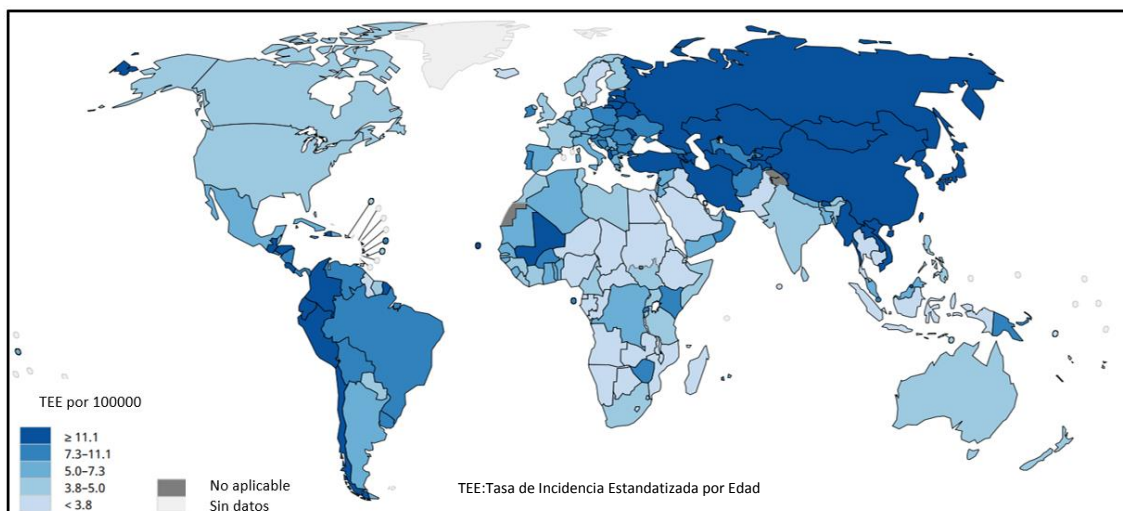 TEE por 100000
≥ 11.1
7.3–11.1
5.0–7.3
3.8–5.0
< 3.8
No aplicable
Sin datos
TEE:Tasa de Incidencia Estandatizada por Edad